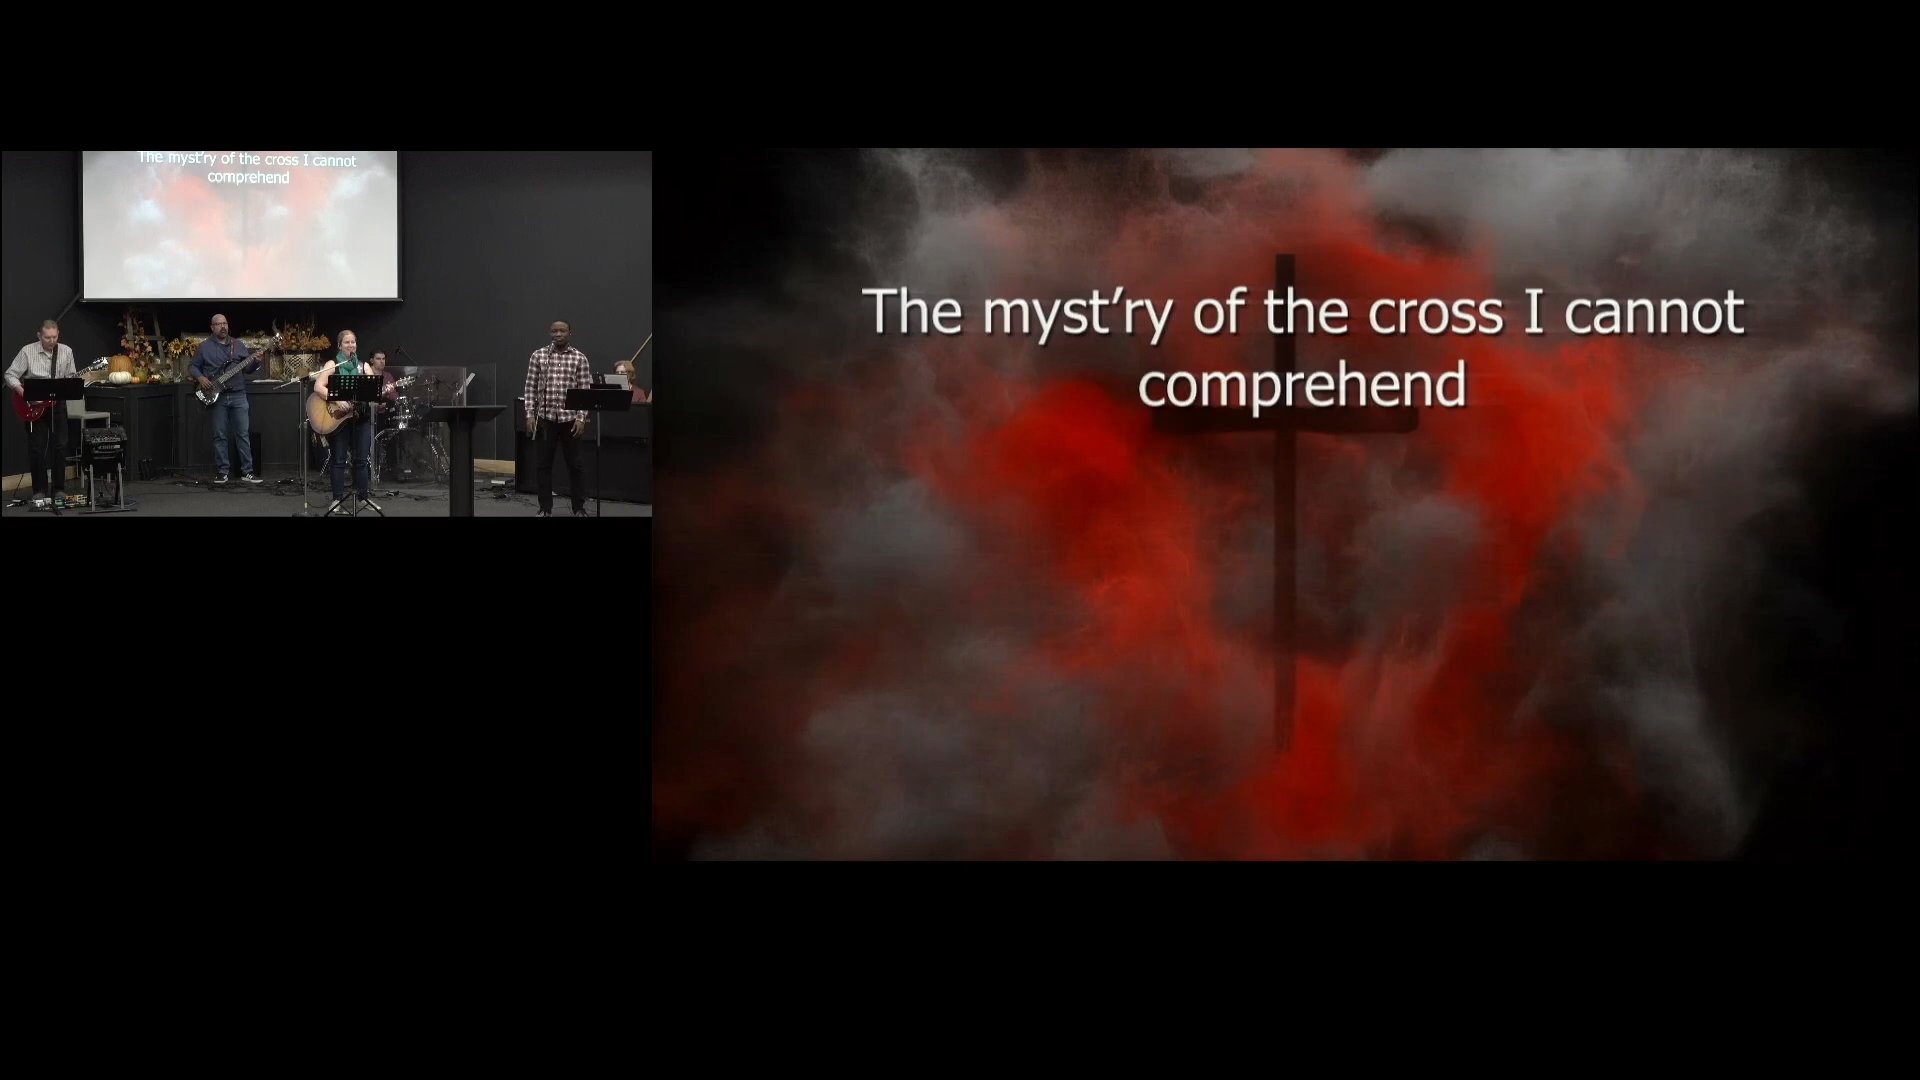 The myst'ry of the cross I cannot
comprehend
The myst’ry of the cross I cannot
comprehend